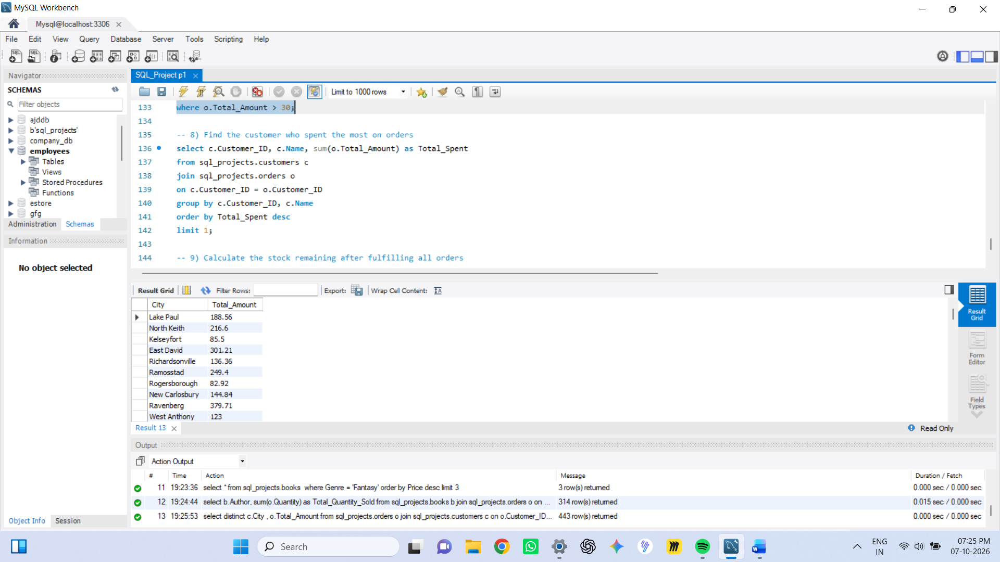 MySQL Workbench
Mysql@localhost:3306
File Edit View Query Database Server Tools Scripting Help
Navigator
SCHEMAS
Filter objects
ajddb
b'sql_projects'
company_db
employees
Tables
Views
Stored Procedures
Functions
estore
gfg
Administration Schemas
Information
No object selected
Object Info Session
SQL_Project p1
Limit to 1000 rows
133 where o.Total_Amount > 30;
134
135 -- 8) Find the customer who spent the most on orders
136 select c.Customer_ID, c.Name, sum(o.Total_Amount) as Total_Spent
137 from sql_projects.customers c
138 join sql_projects.orders o
139 on c.Customer_ID = o.Customer_ID
140 group by c.Customer_ID, c.Name
141 order by Total_Spent desc
142 limit 1;
143
144 -- 9) Calculate the stock remaining after fulfilling all orders
Result Grid Filter Rows: Export: Wrap Cell Content:
City Total_Amount
Lake Paul 188.56
North Keith 216.6
Kelseyfort 85.5
East David 301.21
Richardsonville 136.36
Ramosstad 249.4
Rogersborough 82.92
New Carlosbury 144.84
Ravenberg 379.71
West Anthony 123
Result Grid
Form Editor
Field Types
Result 13
Read Only
Output
Action Output
# Time Action Message Duration / Fetch
11 19:23:36 select * from sql_projects.books where Genre = 'Fantasy' order by Price desc limit 3 3 row(s) returned 0.000 sec / 0.000 sec
12 19:24:44 select b.Author, sum(o.Quantity) as Total_Quantity_Sold from sql_projects.books b join sql_projects.orders o on ... 314 row(s) returned 0.015 sec / 0.000 sec
13 19:25:53 select distinct c.City , o.Total_Amount from sql_projects.orders o join sql_projects.customers c on o.Customer_ID... 443 row(s) returned 0.000 sec / 0.000 sec
Search
ENG
IN
07:25 PM
07-10-2026